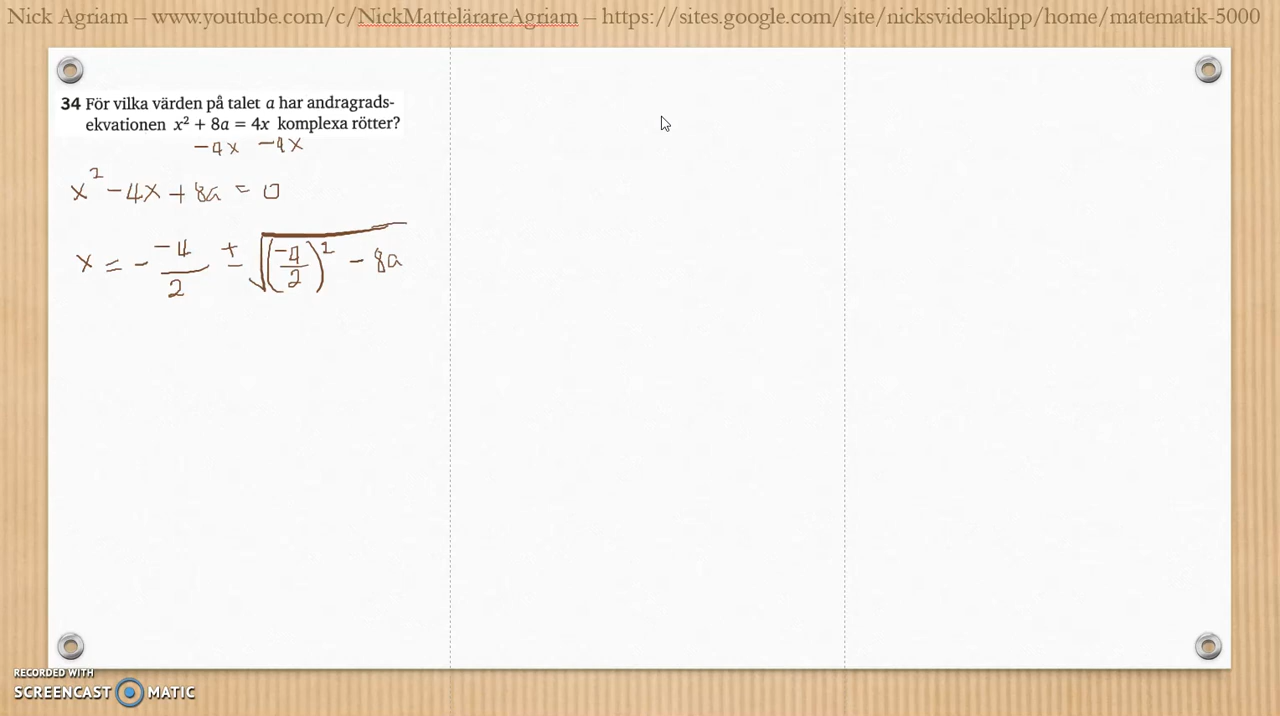 Nick Agriam – www.youtube.com/c/NickMattelärareAgriam – https://sites.google.com/site/nicksvideoklipp/home/matematik-5000
34 För vilka värden på talet a har andragrads-
ekvationen x² + 8a = 4x komplexa rötter?
-4x -4x
x² - 4x + 8a = 0
x = - -4/2 ± √((-4/2)² - 8a)
RECORDED WITH
SCREENCAST MATIC